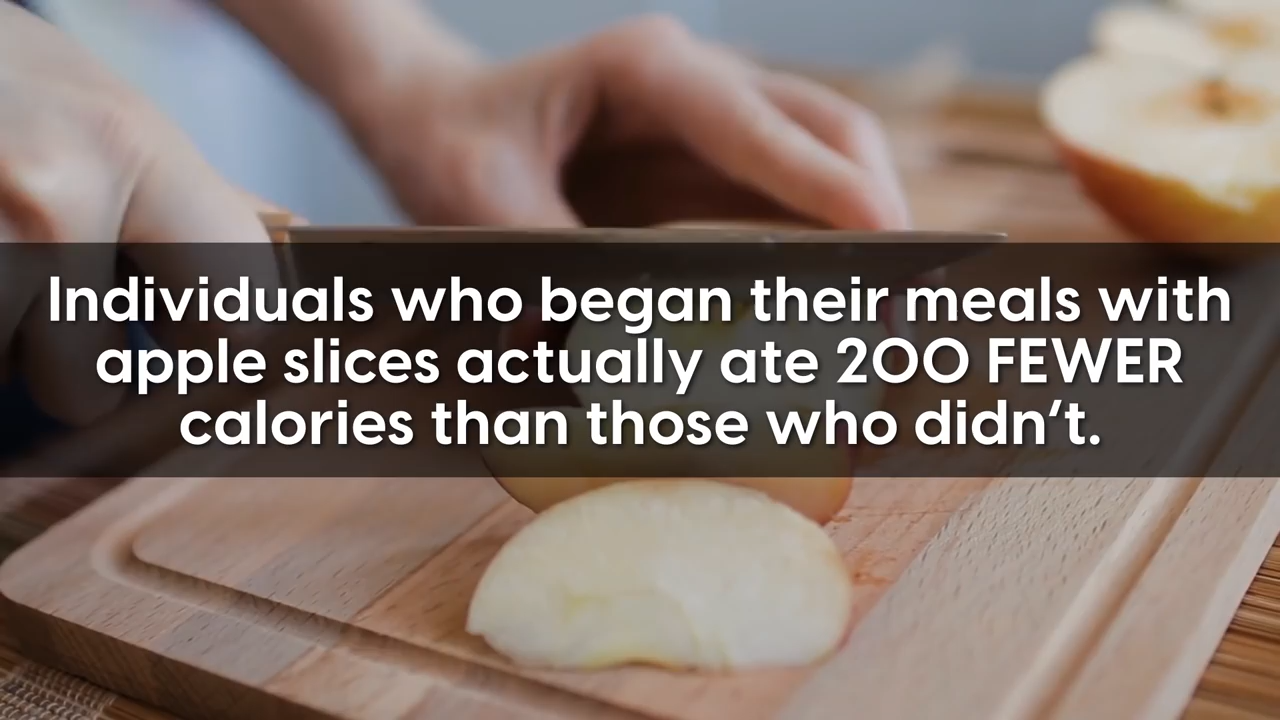 Individuals who began their meals with
apple slices actually ate 200 FEWER
calories than those who didn’t.